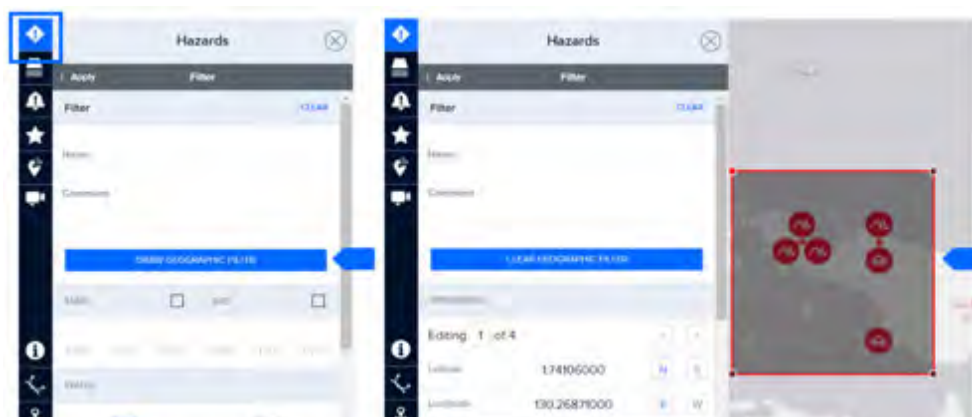 Hazards
Apply Filter
Filter CLEAR
Name
Comment
DRAW GEOGRAPHIC FILTER
Hazards
Apply Filter
Filter CLEAR
Name
Comment
CLEAR GEOGRAPHIC FILTER
Editing 1 of 4
Latitude 1.74106000 N S
Longitude 130.26871000 E W